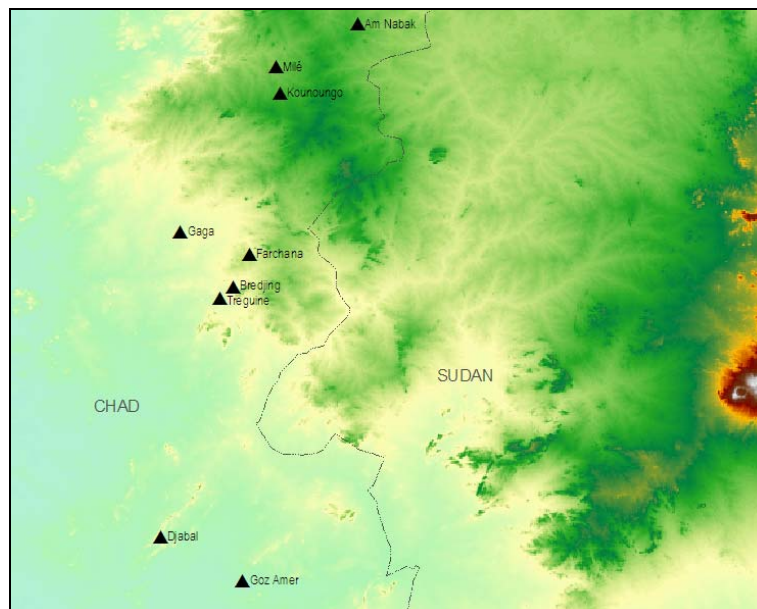 Am Nabak
Milé
Kounoungo
Gaga
Farchana
Bredjing
Treguine
SUDAN
CHAD
Djabal
Goz Amer